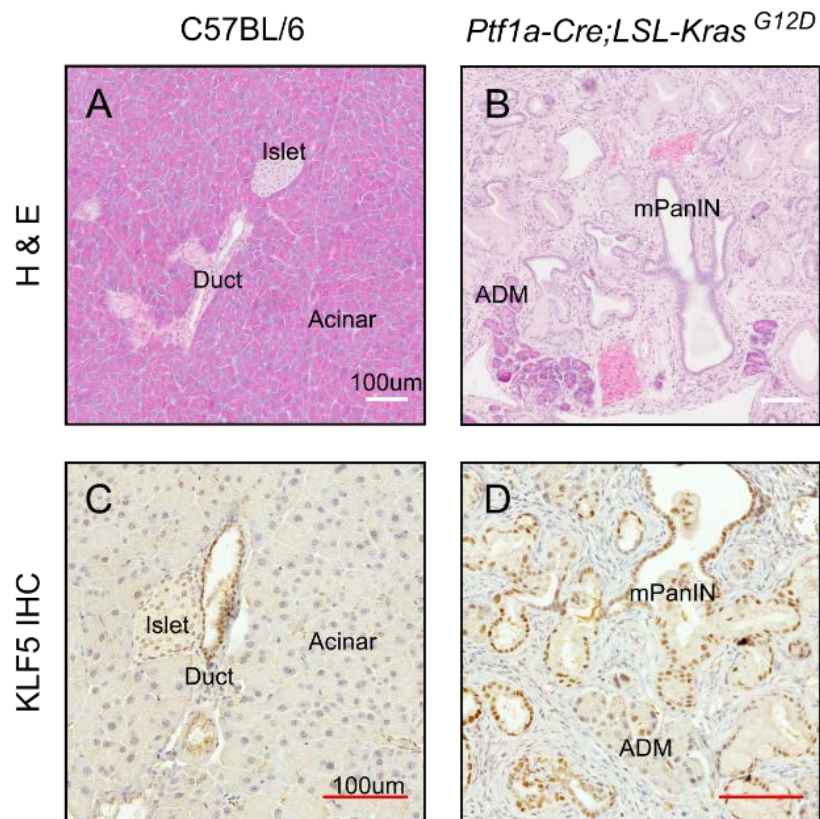 C57BL/6
Ptf1a-Cre;LSL-Kras G12D
H & E
A
Islet
Duct
Acinar
100um
B
mPanIN
ADM
KLF5 IHC
C
Islet
Acinar
Duct
100um
D
mPanIN
ADM